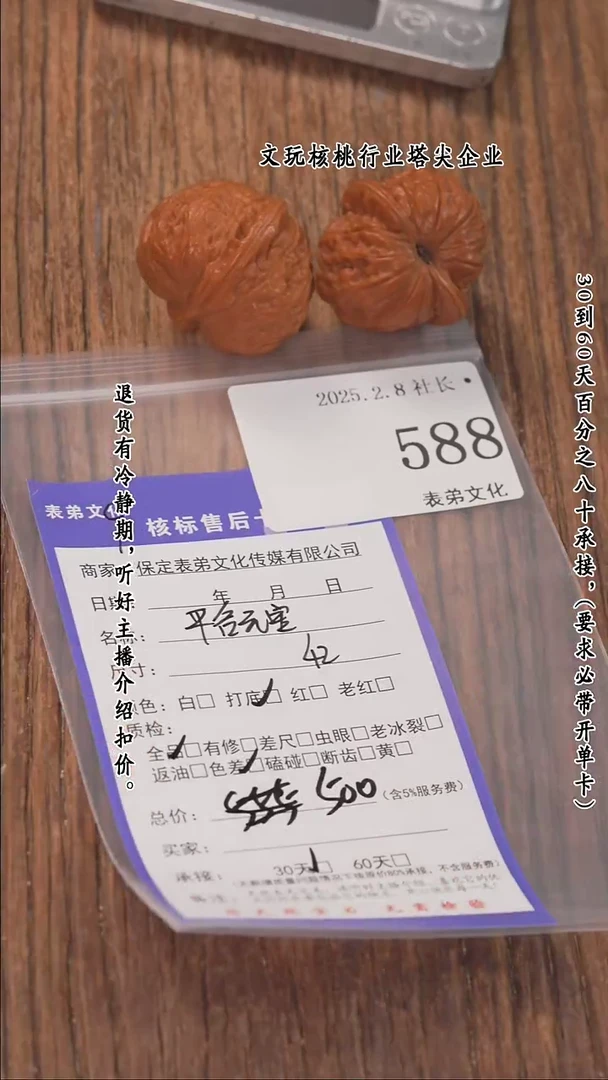 文玩核桃行业塔尖企业
30到60天百分之八十承接，（要求必带开单卡）
退货有冷静期，听好主播介绍扣价。
2025.2.8 社长
588
表弟文化
表弟文
核标售后
商家 保定表弟文化传媒有限公司
日 年 月 日
名称： 平合元宝
尺寸： 42
色：白□ 打底☑ 红□ 老红□
质检：
全品☑有修□差尺□虫眼□老冰裂□
返油□色差☑磕碰□断齿□黄□
总价： 500 （含5%服务费）
买家：
承接： 30天☑ 60天□
备注：